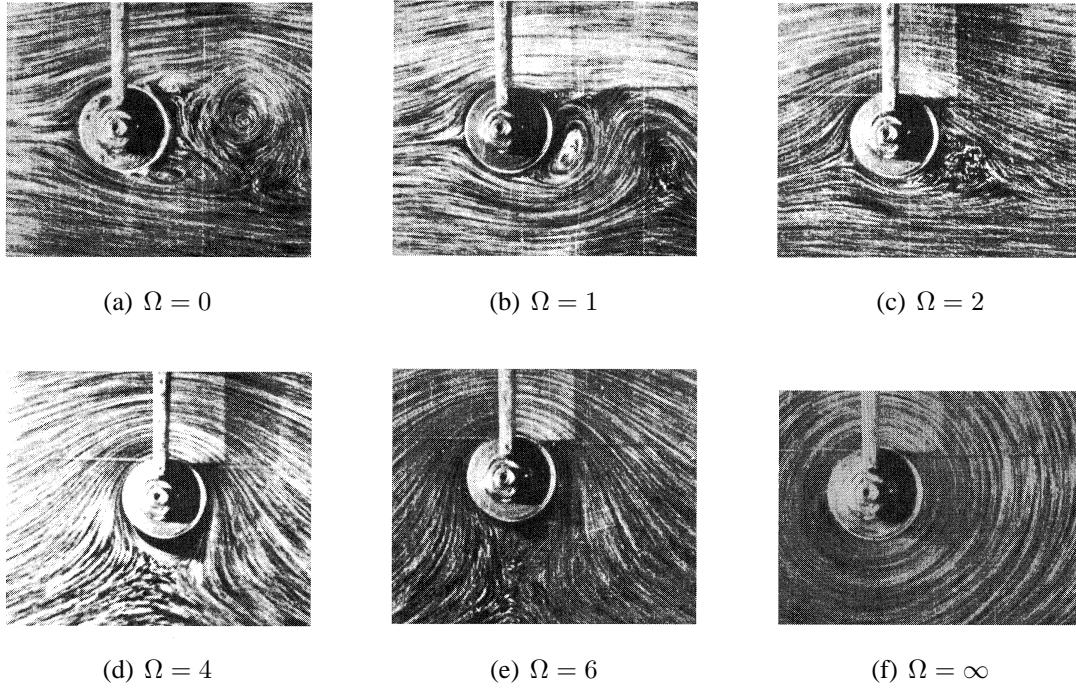 (a) Ω = 0
(b) Ω = 1
(c) Ω = 2
(d) Ω = 4
(e) Ω = 6
(f) Ω = ∞